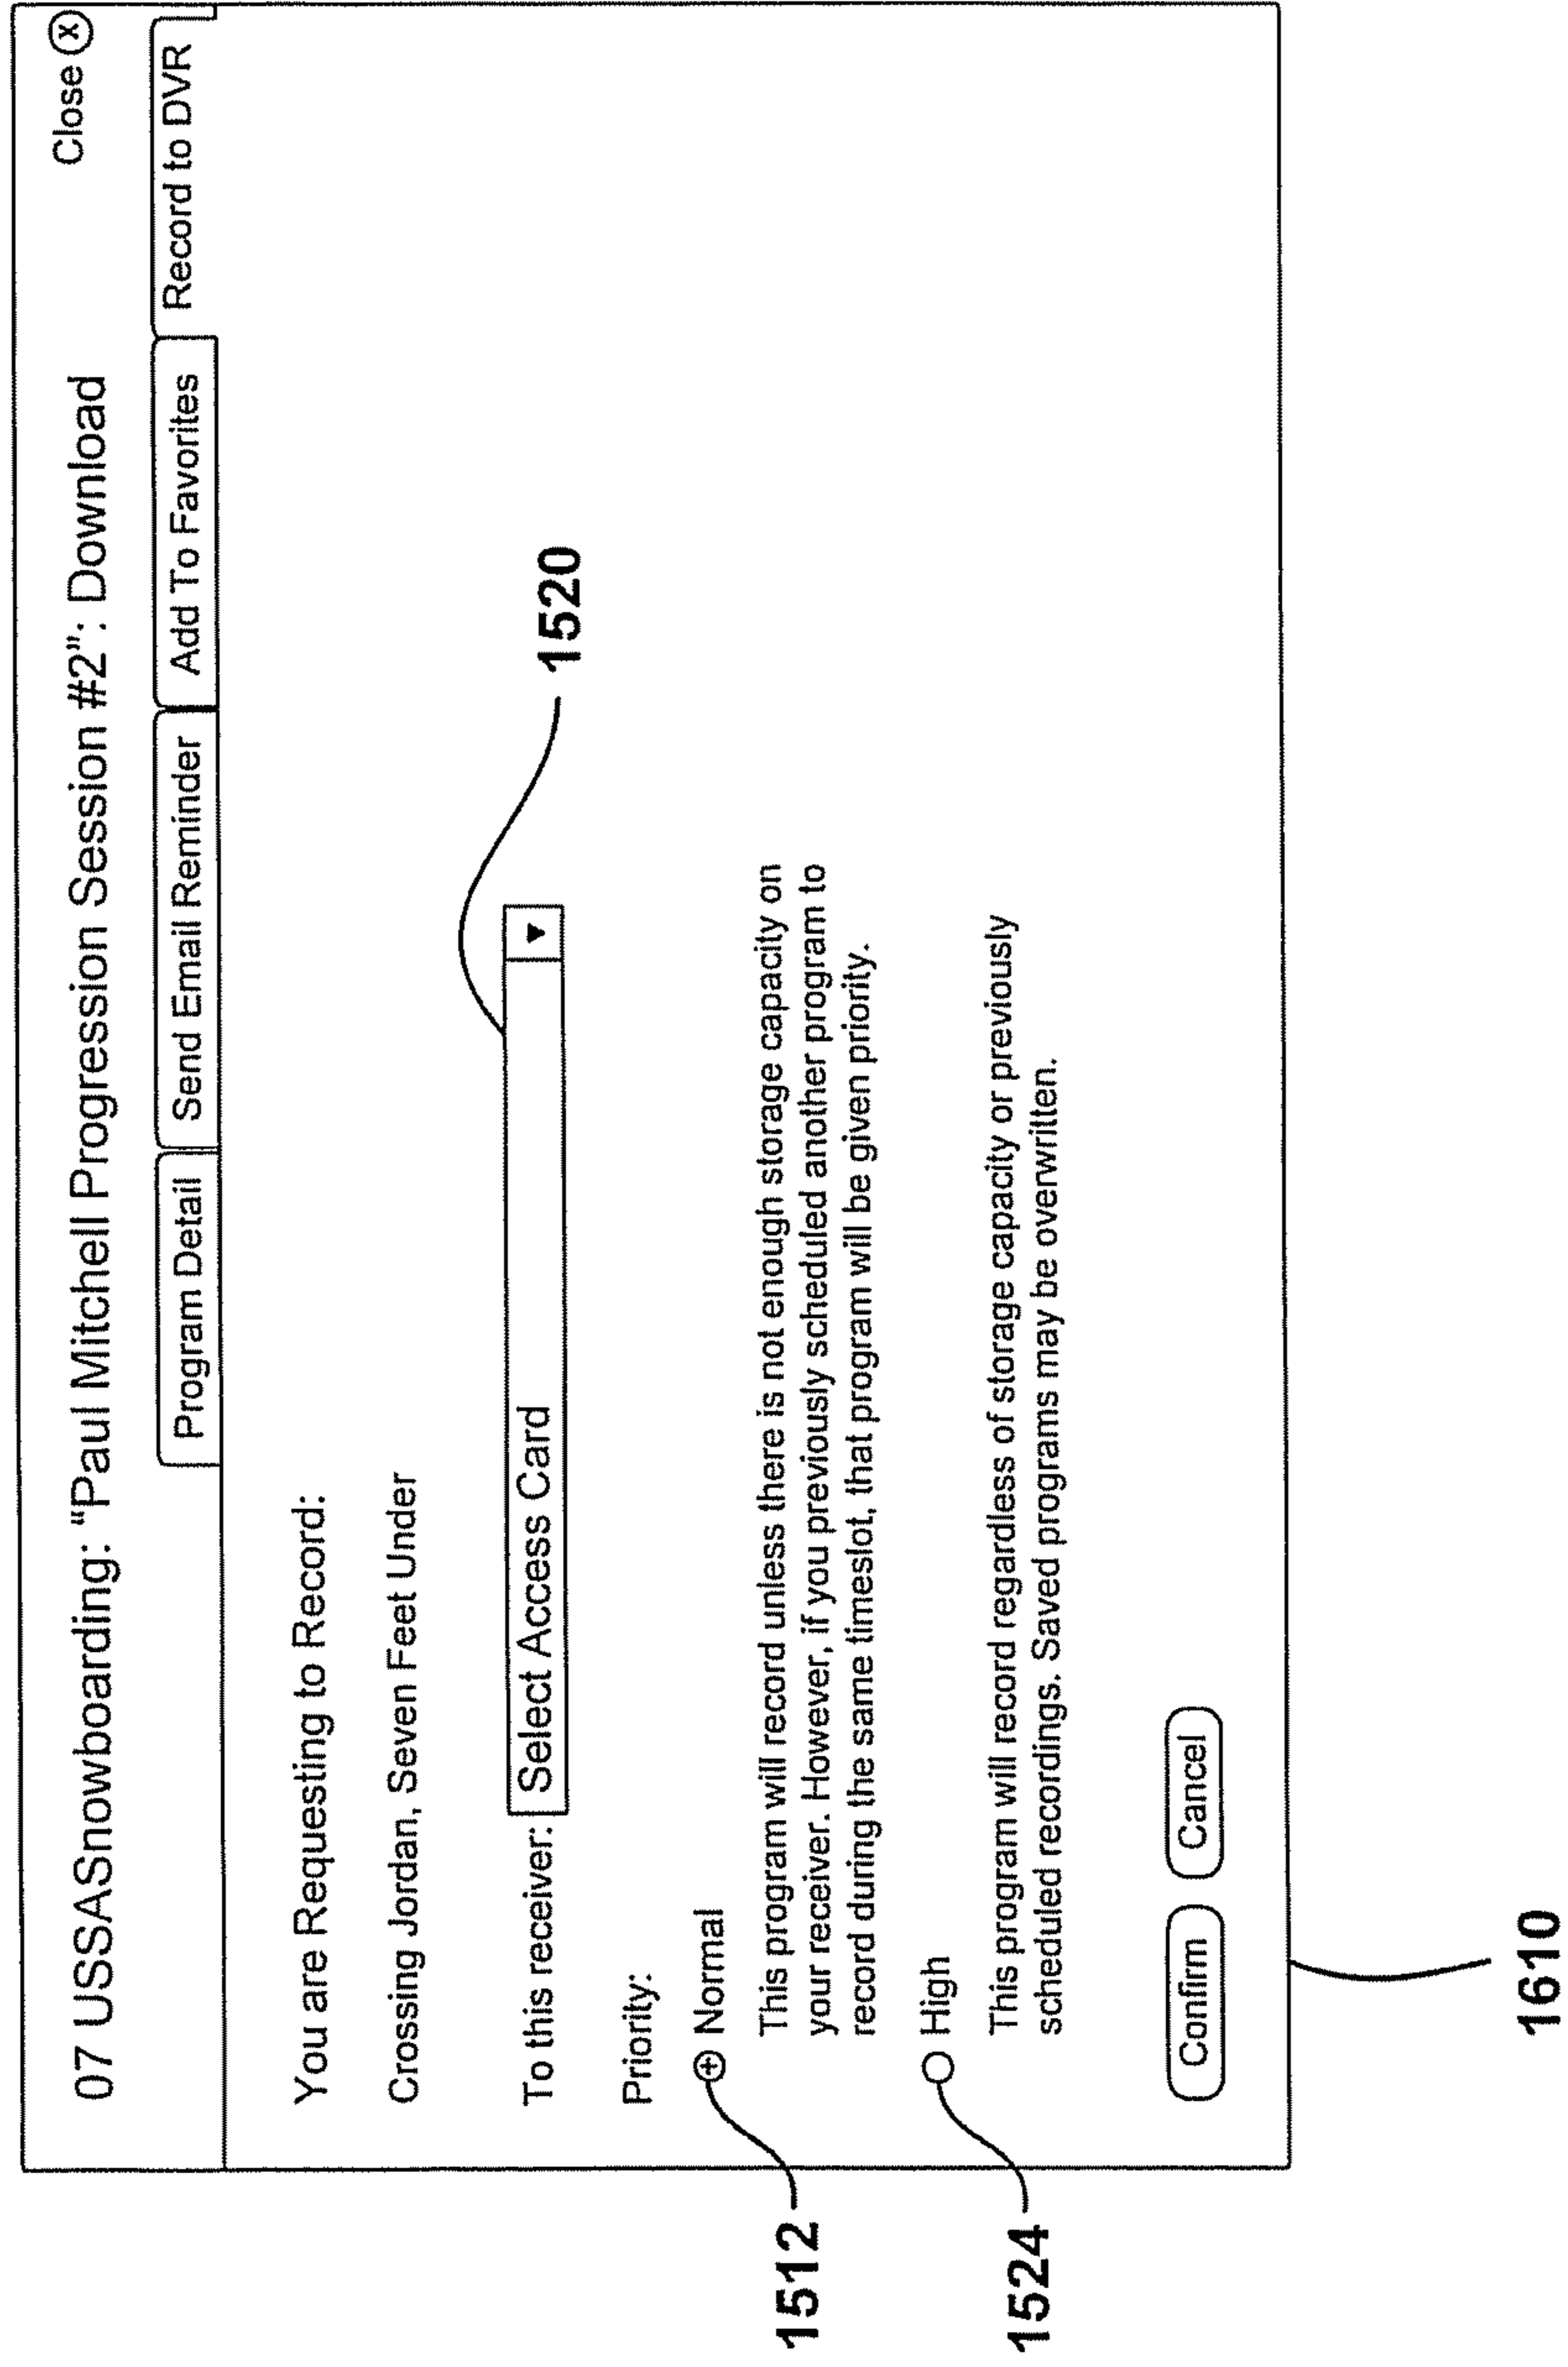 Close (x)
07 USSASnowboarding: “Paul Mitchell Progression Session #2”: Download
Program Detail
Send Email Reminder
Add To Favorites
Record to DVR
You are Requesting to Record:
Crossing Jordan, Seven Feet Under
1520
To this receiver: Select Access Card
Priority:
Normal
This program will record unless there is not enough storage capacity on
your receiver. However, if you previously scheduled another program to
record during the same timeslot, that program will be given priority.
1512
High
This program will record regardless of storage capacity or previously
scheduled recordings. Saved programs may be overwritten.
1524
Confirm
Cancel
1610